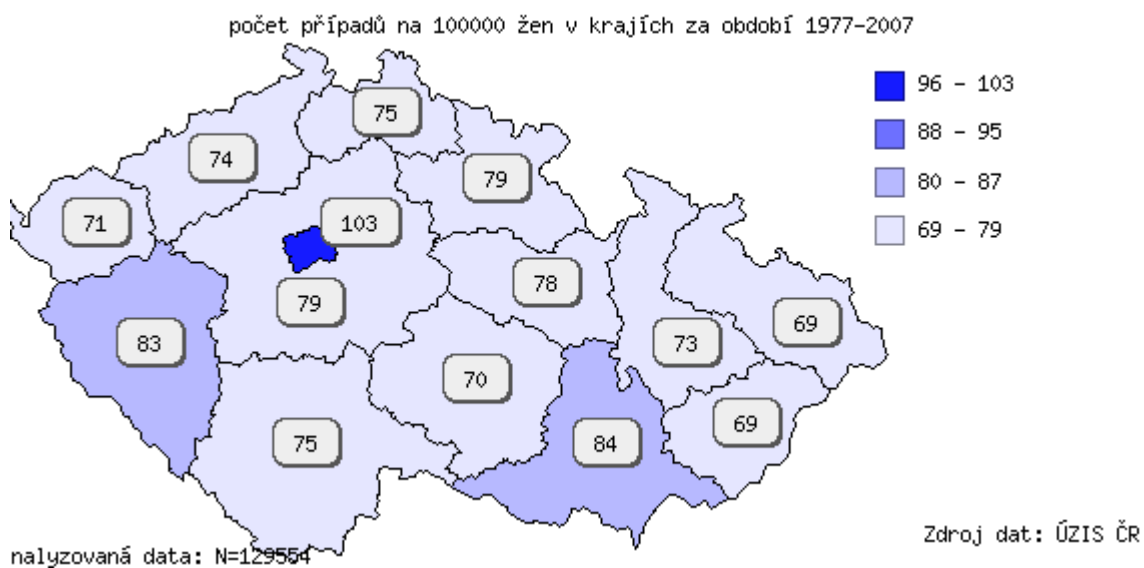 počet případů na 100000 žen v krajích za období 1977-2007
96 - 103
88 - 95
80 - 87
69 - 79
75
74
79
71
103
78
79
69
83
73
70
69
75
84
Zdroj dat: ÚZIS ČR
nalyzovaná data: N=129554